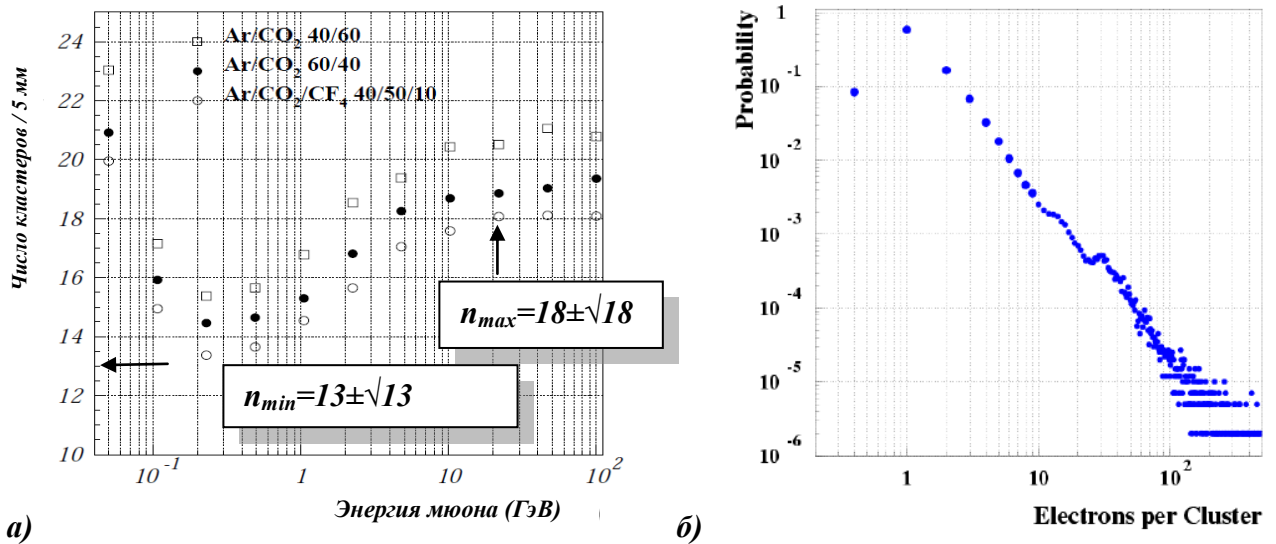 24
22
20
18
16
14
12
10
Число кластеров / 5 мм
Ar/CO₂ 40/60
Ar/CO₂ 60/40
Ar/CO₂/CF₄ 40/50/10
nmax=18±√18
nmin=13±√13
10⁻¹
1
10
10²
Энергия мюона (ГэВ)
а)
Probability
1
10⁻¹
10⁻²
10⁻³
10⁻⁴
10⁻⁵
10⁻⁶
1
10
10²
Electrons per Cluster
б)